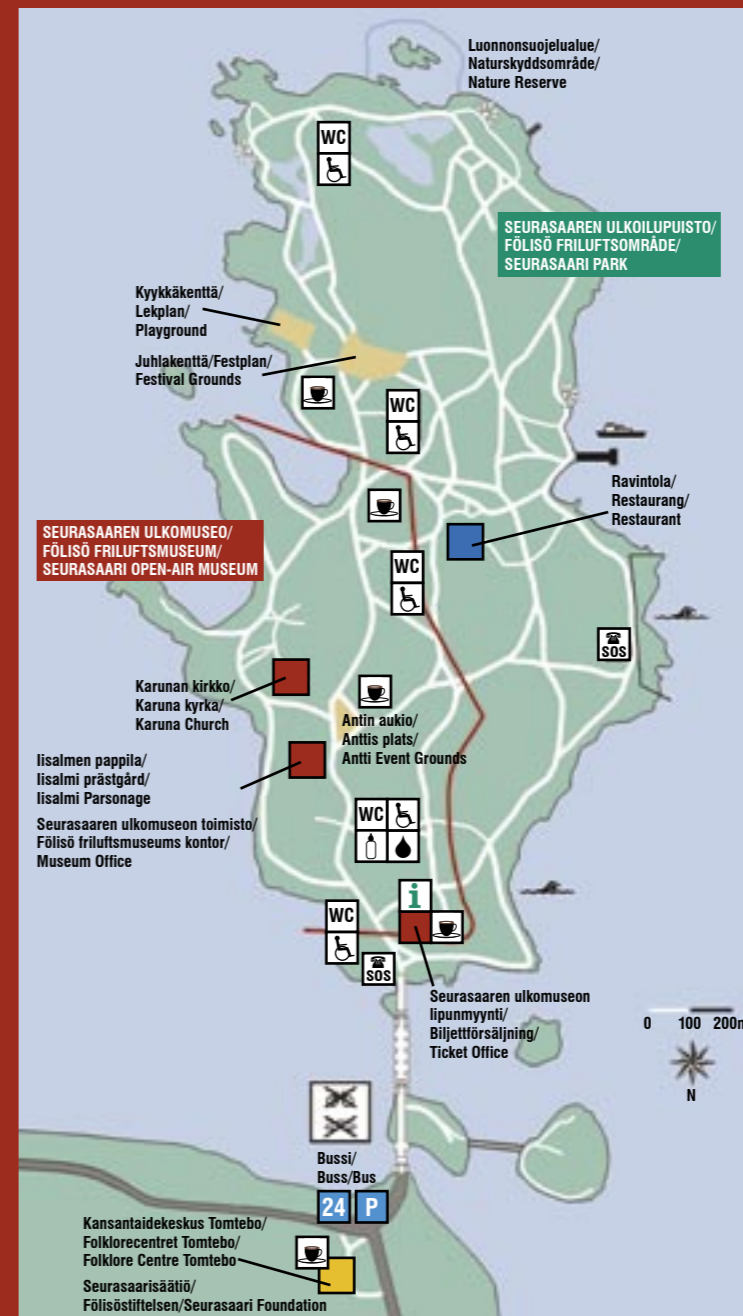 Luonnonsuojelualue/
Naturskyddsområde/
Nature Reserve
WC
SEURASAAREN ULKOILUPUISTO/
FÖLISÖ FRILUFTSOMRÅDE/
SEURASAARI PARK
Kyykkäkenttä/
Lekplan/
Playground
Juhlakenttä/Festplan/
Festival Grounds
WC
Ravintola/
Restaurang/
Restaurant
SEURASAAREN ULKOMUSEO/
FÖLISÖ FRILUFTSMUSEUM/
SEURASAARI OPEN-AIR MUSEUM
WC
SOS
Karunan kirkko/
Karuna kyrka/
Karuna Church
Antin aukio/
Anttis plats/
Antti Event Grounds
Iisalmen pappila/
Iisalmi prästgård/
Iisalmi Parsonage
Seurasaaren ulkomuseon toimisto/
Fölisö friluftsmuseums kontor/
Museum Office
WC
i
WC
SOS
Seurasaaren ulkomuseon
lipunmyynti/
Biljettförsäljning/
Ticket Office
0 100 200m
N
Bussi/
Buss/Bus
24 P
Kansantaidekeskus Tomtebo/
Folklorecentret Tomtebo/
Folklore Centre Tomtebo
Seurasaarisäätiö/
Fölisöstiftelsen/Seurasaari Foundation